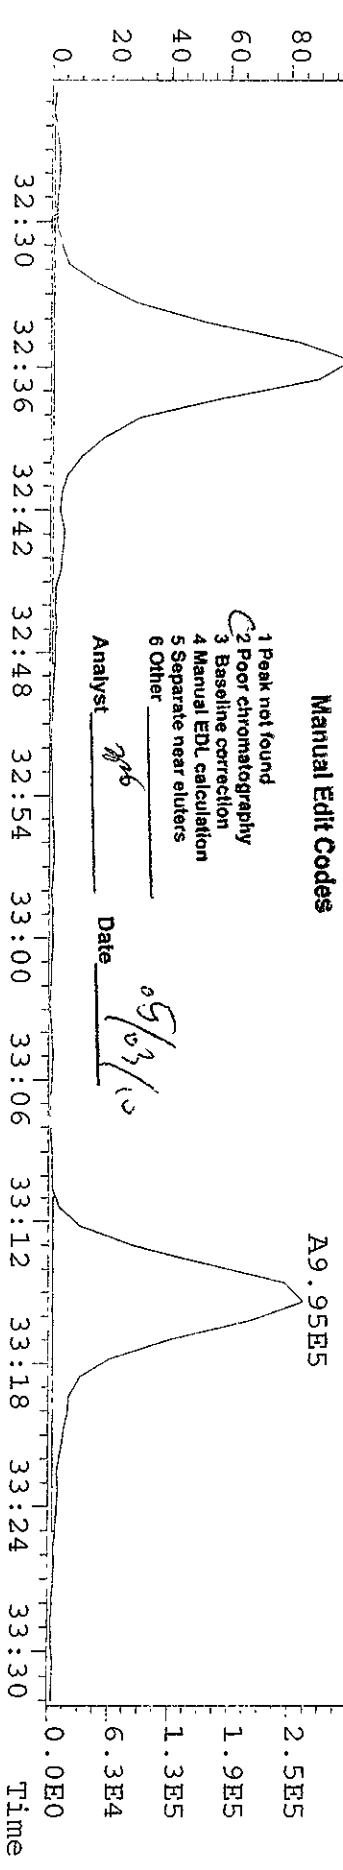 80
60
40
20
0
Manual Edit Codes
1 Peak not found
2 Poor chromatography
3 Baseline correction
4 Manual EDL calculation
5 Separate near eluters
6 Other
Analyst
Date 05/03/10
A9.95E5
2.5E5
1.9E5
1.3E5
6.3E4
0.0E0
32:30 32:36 32:42 32:48 32:54 33:00 33:06 33:12 33:18 33:24 33:30 Time